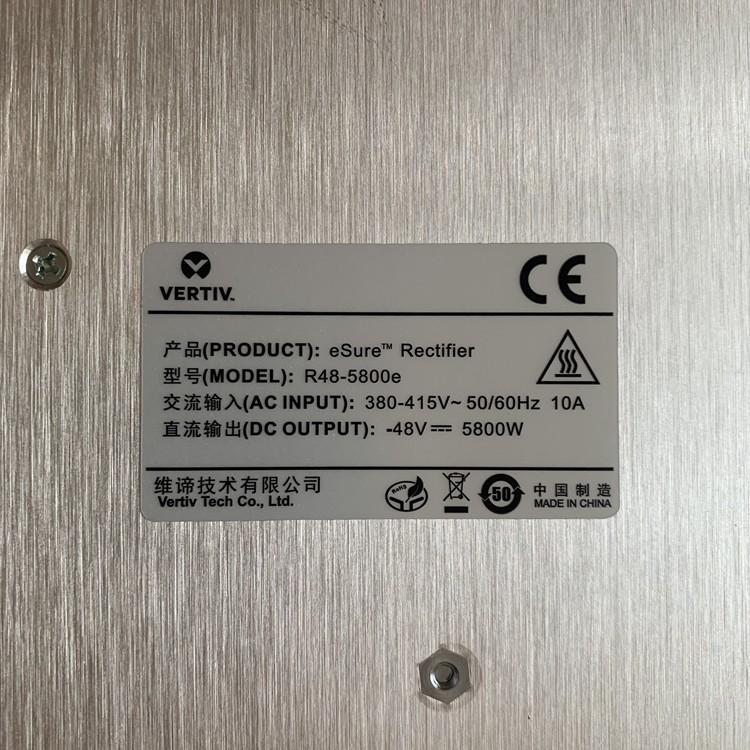 VERTIV™
CE
产品(PRODUCT): eSure™ Rectifier
型号(MODEL): R48-5800e
交流输入(AC INPUT): 380-415V~ 50/60Hz 10A
直流输出(DC OUTPUT): -48V⎓ 5800W
维谛技术有限公司
Vertiv Tech Co., Ltd.
RoHS
50
中国制造
MADE IN CHINA